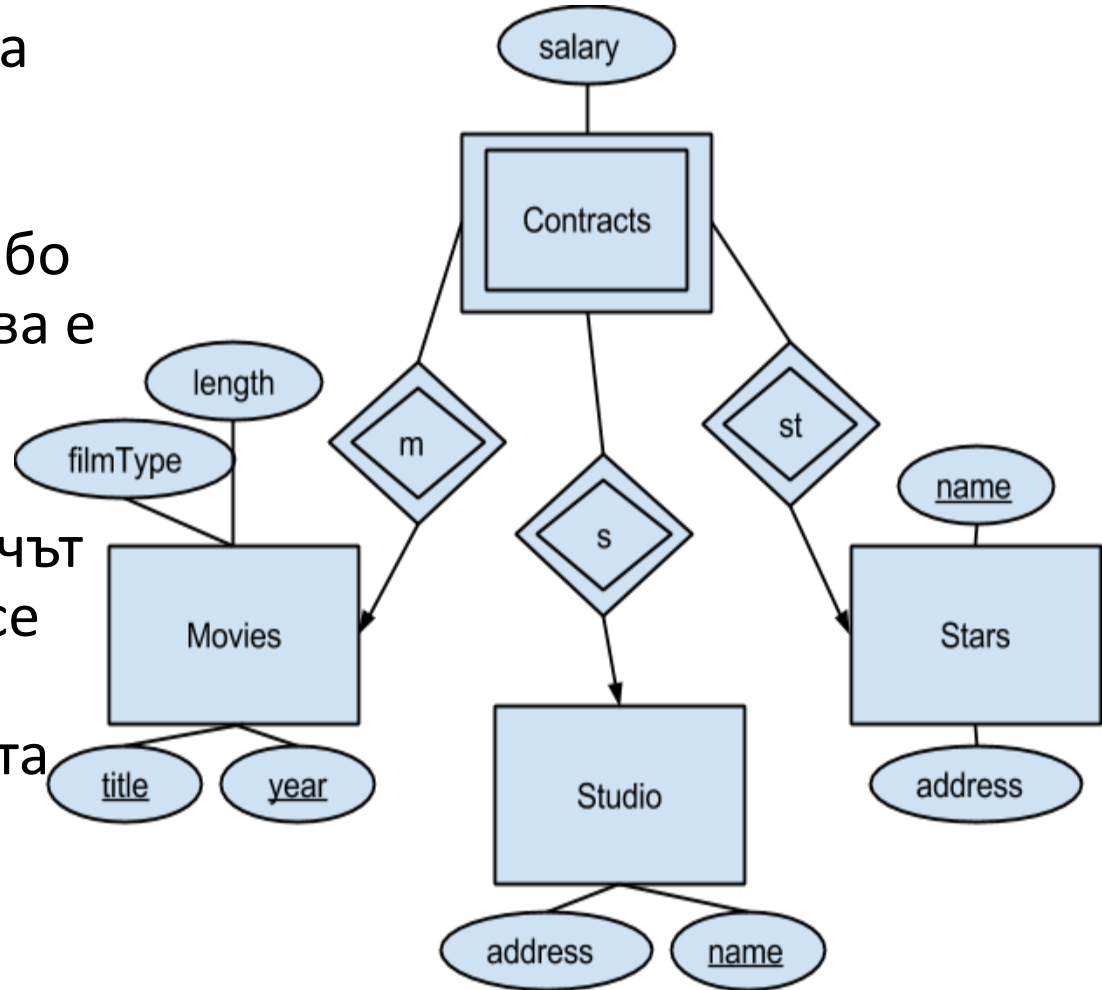 а
бо
ва е
чът
се
та
salary
Contracts
length
filmType
m
st
s
name
Movies
Stars
title
year
Studio
address
address
name